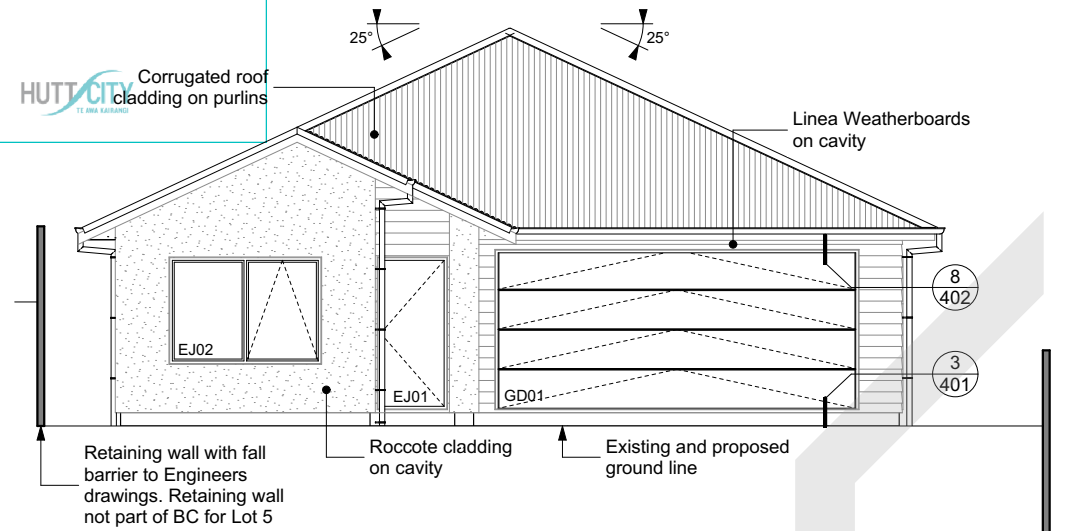 25°
25°
HUTT CITY
TE AWA KAIRANGI
Corrugated roof
cladding on purlins
Linea Weatherboards
on cavity
8
402
3
401
EJ02
EJ01
GD01
Retaining wall with fall
barrier to Engineers
drawings. Retaining wall
not part of BC for Lot 5
Roccote cladding
on cavity
Existing and proposed
ground line